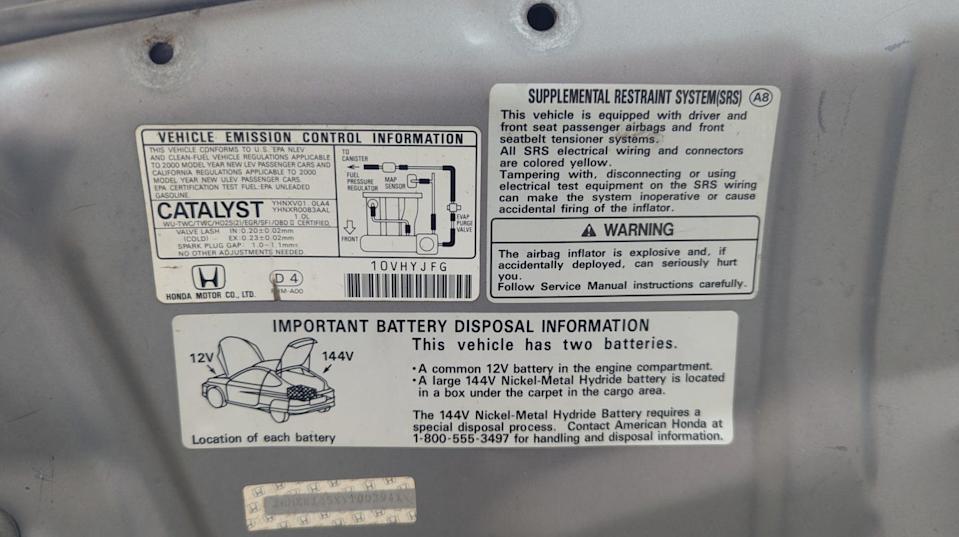 VEHICLE EMISSION CONTROL INFORMATION
THIS VEHICLE CONFORMS TO U.S. EPA NLEV
AND CLEAN-FUEL VEHICLE REGULATIONS APPLICABLE
TO 2000 MODEL YEAR NEW LEV PASSENGER CARS AND
CALIFORNIA REGULATIONS APPLICABLE TO 2000
MODEL YEAR NEW ULEV PASSENGER CARS.
EPA CERTIFICATION TEST FUEL:EPA UNLEADED
GASOLINE.
CATALYST
YHNXV01.0LA4
YHNXR0083AAL
1.0L
WU-TWC/TWC/HO2S(2)/EGR/SFI/OBD II CERTIFIED.
VALVE LASH IN:0.20±0.02mm
(COLD) EX:0.23±0.02mm
SPARK PLUG GAP: 1.0-1.1mm
NO OTHER ADJUSTMENTS NEEDED.
TO
CANISTER
FUEL
PRESSURE
REGULATOR
MAP
SENSOR
EVAP
PURGE
VALVE
FRONT
HONDA MOTOR CO., LTD.
D 4
10VHYJFG
SUPPLEMENTAL RESTRAINT SYSTEM(SRS) A8
This vehicle is equipped with driver and
front seat passenger airbags and front
seatbelt tensioner systems.
All SRS electrical wiring and connectors
are colored yellow.
Tampering with, disconnecting or using
electrical test equipment on the SRS wiring
can make the system inoperative or cause
accidental firing of the inflator.
WARNING
The airbag inflator is explosive and, if
accidentally deployed, can seriously hurt
you.
Follow Service Manual instructions carefully.
IMPORTANT BATTERY DISPOSAL INFORMATION
This vehicle has two batteries.
12V
144V
Location of each battery
•A common 12V battery in the engine compartment.
•A large 144V Nickel-Metal Hydride battery is located
in a box under the carpet in the cargo area.
The 144V Nickel-Metal Hydride Battery requires a
special disposal process. Contact American Honda at
1-800-555-3497 for handling and disposal information.